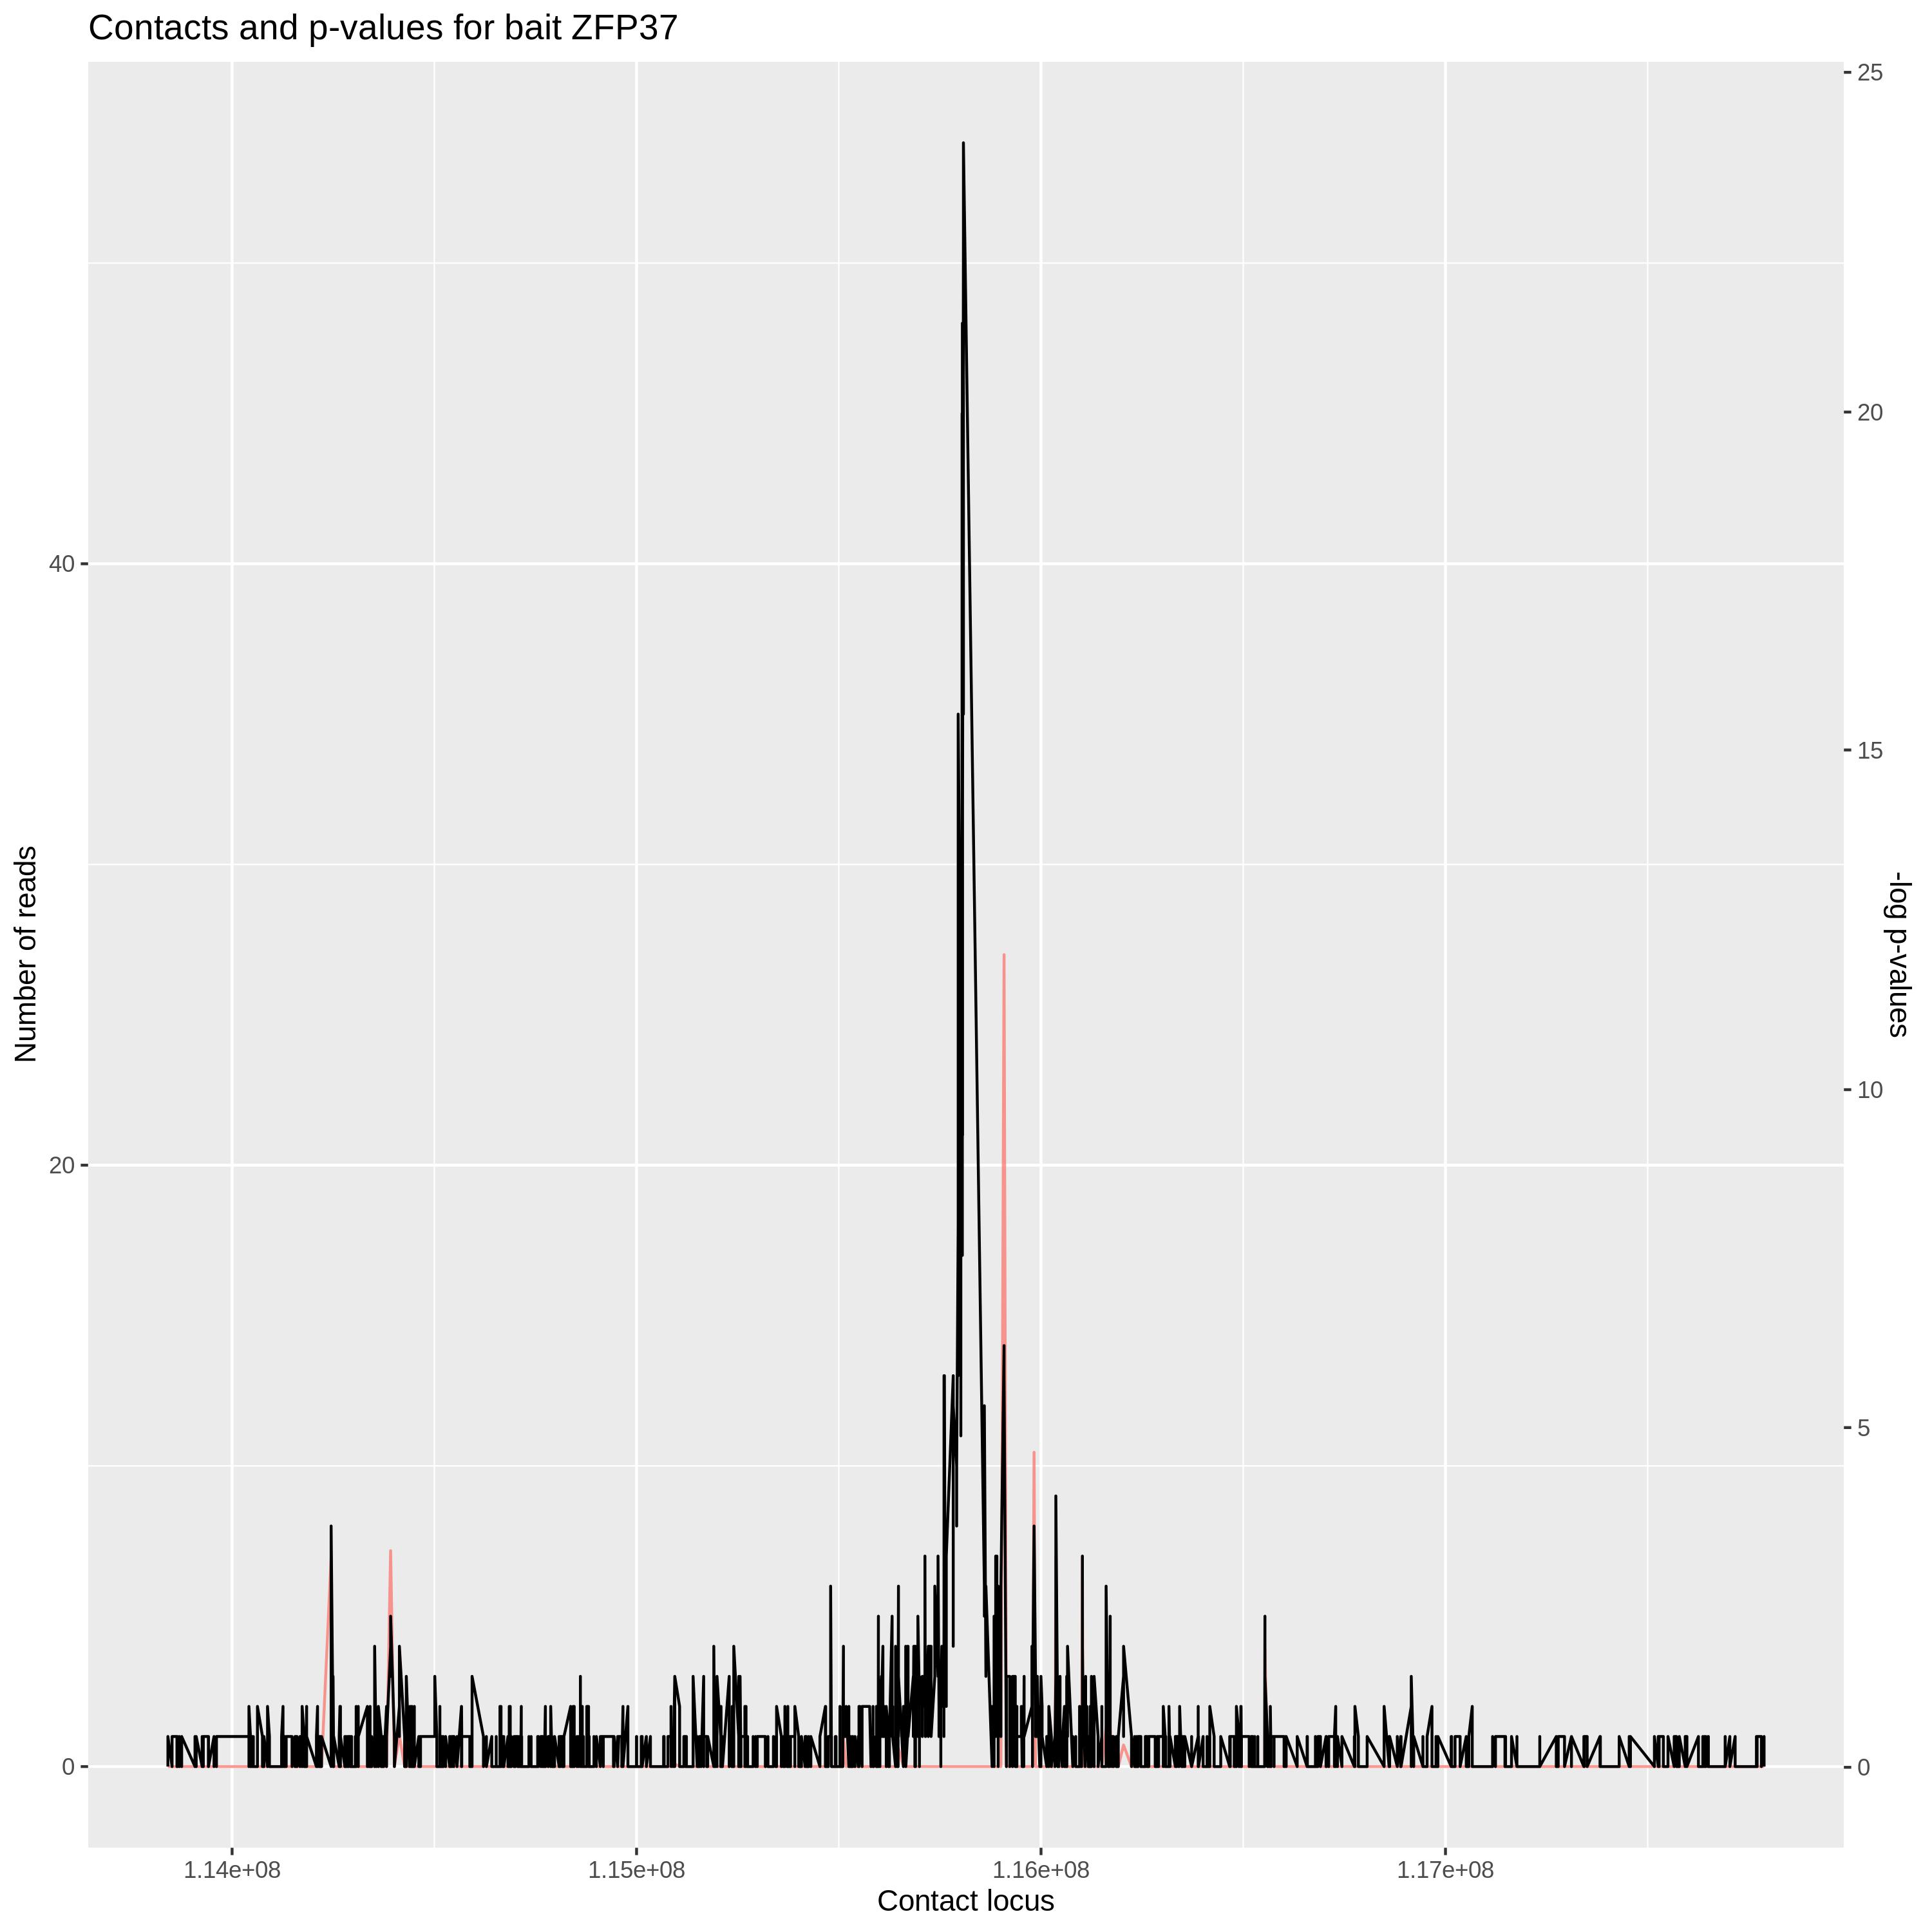 Contacts and p-values for bait ZFP37
Number of reads
40
20
0
25
20
15
10
5
0
-log p-values
1.14e+08
1.15e+08
1.16e+08
1.17e+08
Contact locus